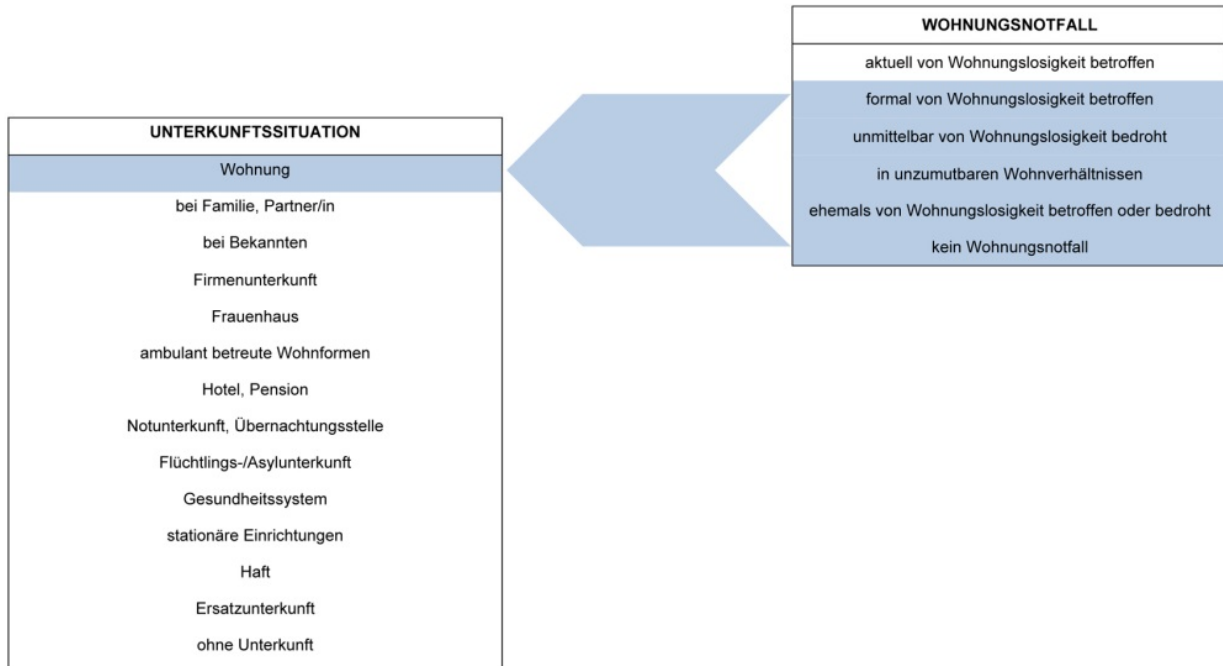 WOHNUNGSNOTFALL
aktuell von Wohnungslosigkeit betroffen
formal von Wohnungslosigkeit betroffen
unmittelbar von Wohnungslosigkeit bedroht
in unzumutbaren Wohnverhältnissen
ehemals von Wohnungslosigkeit betroffen oder bedroht
kein Wohnungsnotfall
UNTERKUNFTSSITUATION
Wohnung
bei Familie, Partner/in
bei Bekannten
Firmenunterkunft
Frauenhaus
ambulant betreute Wohnformen
Hotel, Pension
Notunterkunft, Übernachtungsstelle
Flüchtlings-/Asylunterkunft
Gesundheitssystem
stationäre Einrichtungen
Haft
Ersatzunterkunft
ohne Unterkunft